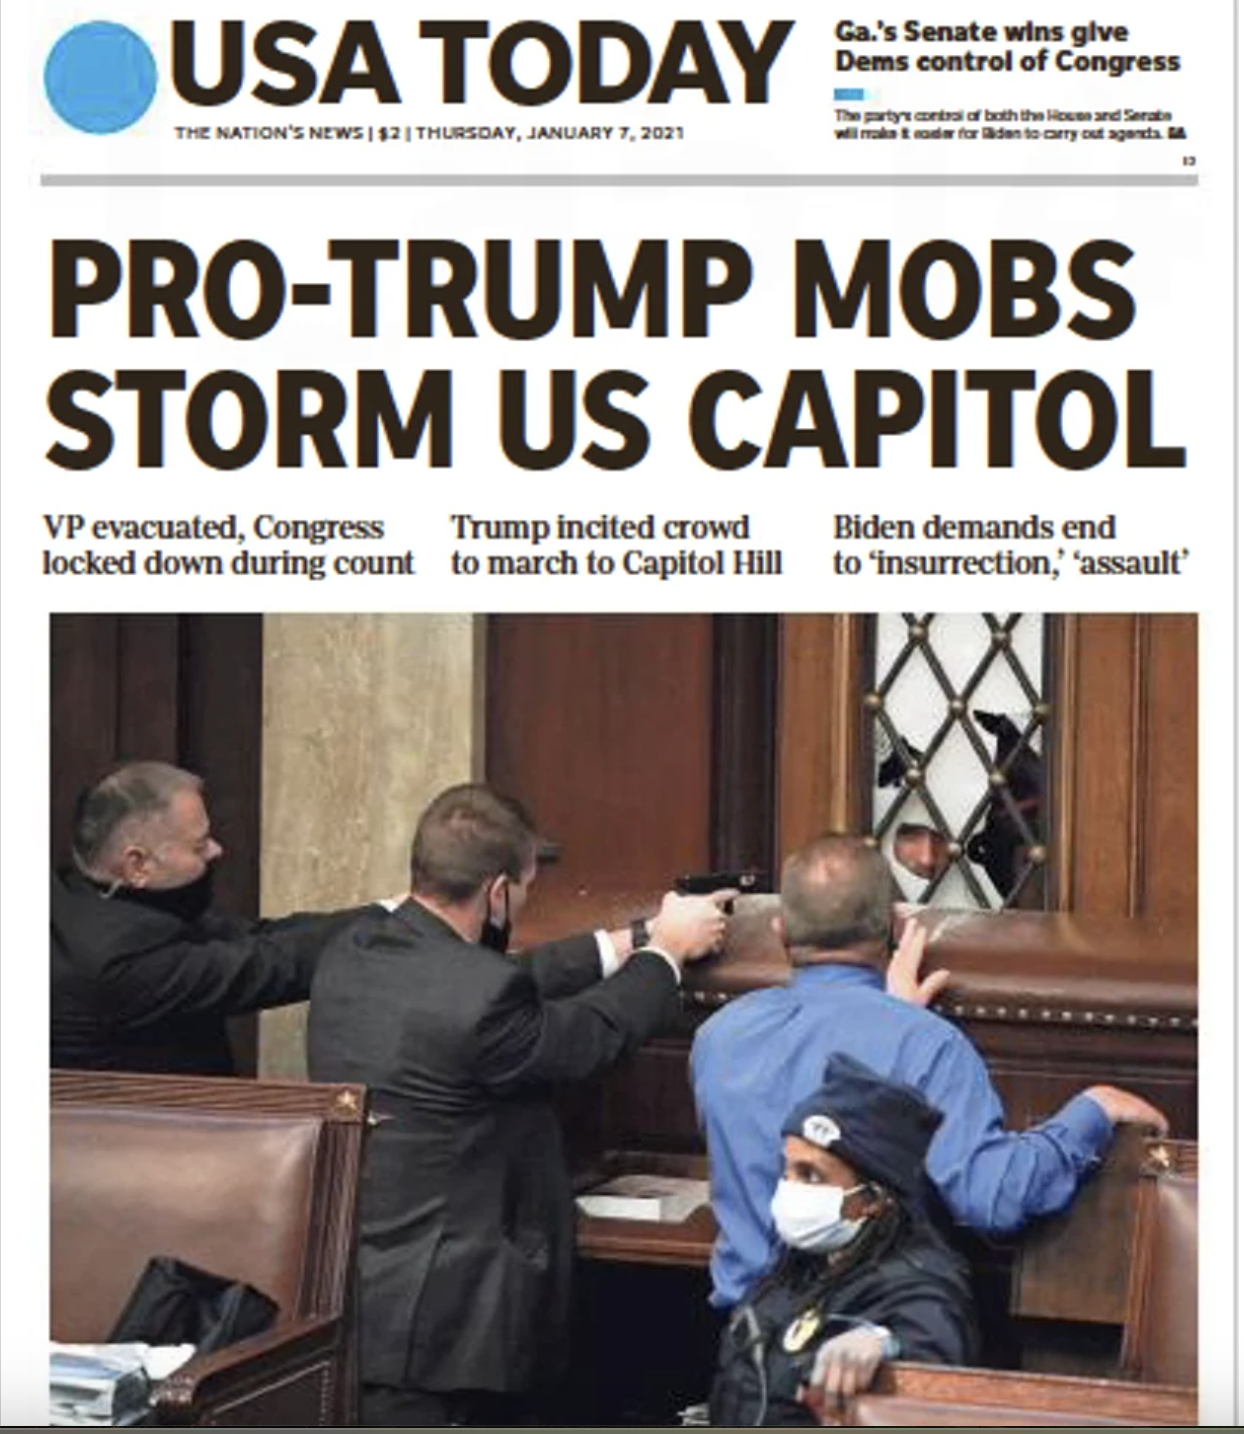 USA TODAY
THE NATION'S NEWS | $2 | THURSDAY, JANUARY 7, 2021
Ga.'s Senate wins give
Dems control of Congress
The party's control of both the House and Senate
will make it easier for Biden to carry out agenda.
PRO-TRUMP MOBS
STORM US CAPITOL
VP evacuated, Congress
locked down during count
Trump incited crowd
to march to Capitol Hill
Biden demands end
to ‘insurrection,’ ‘assault’